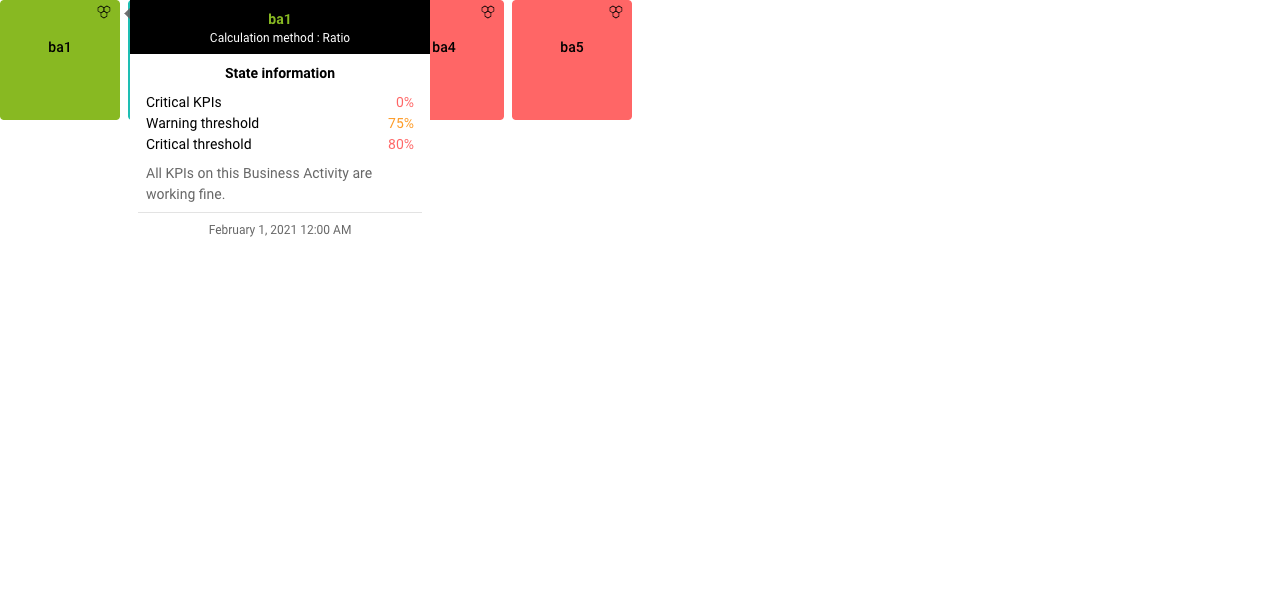 ba1
ba1
Calculation method : Ratio
State information
Critical KPIs 0%
Warning threshold 75%
Critical threshold 80%
All KPIs on this Business Activity are
working fine.
February 1, 2021 12:00 AM
ba4
ba5